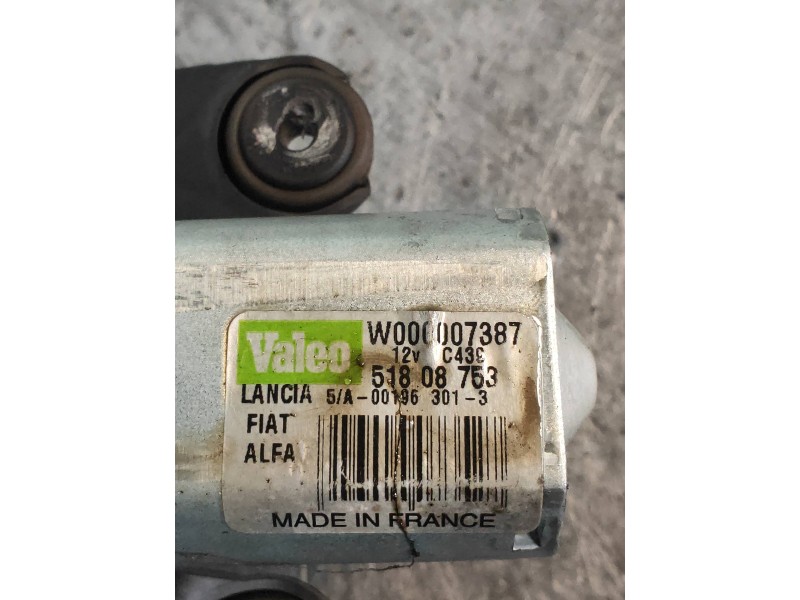 Valeo W000007387
12v C439
518 08 753
LANCIA 5/A-00196 301-3
FIAT
ALFA
MADE IN FRANCE